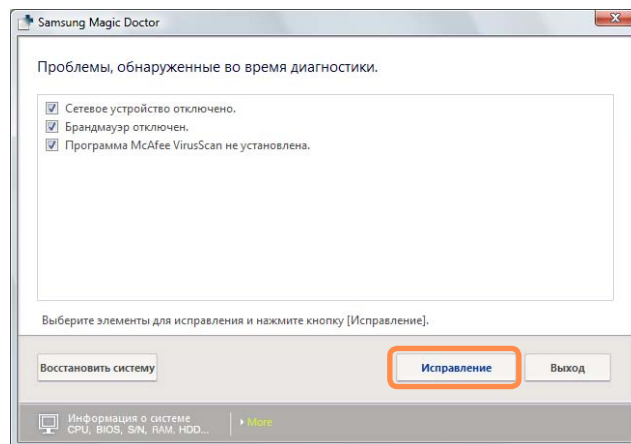 Samsung Magic Doctor
Проблемы, обнаруженные во время диагностики.
Сетевое устройство отключено.
Брандмауэр отключен.
Программа McAfee VirusScan не установлена.
Выберите элементы для исправления и нажмите кнопку [Исправление].
Восстановить систему
Исправление
Выход
Информация о системе
CPU, BIOS, S/N, RAM, HDD...
More